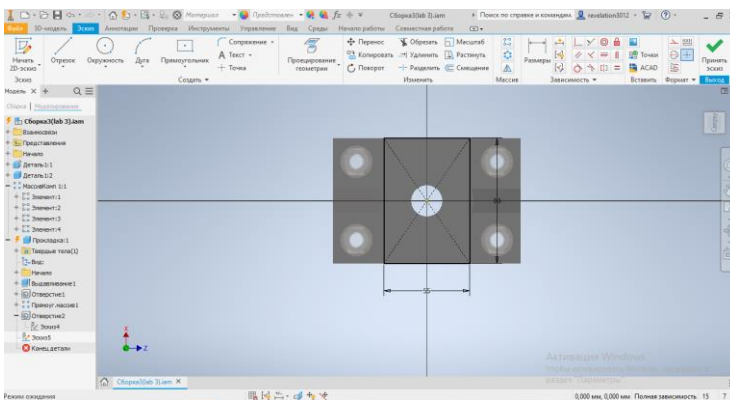 Материал
Представлен
Сборка3(lab 3).iam
Поиск по справке и командам.
revelation3012
Файл 3D-модель Эскиз Аннотации Проверка Инструменты Управление Вид Среды Начало работы Совместная работа
Начать 2D-эскиз
Отрезок
Окружность
Дуга
Прямоугольник
Сопряжение
Текст
Точка
Проецирование геометрии
Перенос Обрезать Масштаб
Копировать Удлинить Растянуть
Поворот Разделить Смещение
Размеры
Точки
ACAD
Принять эскиз
Эскиз Создать Изменить Массив Зависимость Вставить Формат Выход
Модель
Сборка | Моделирование
Сборка3(lab 3).iam
Взаимосвязи
Представления
Начало
Деталь1:1
Деталь1:2
МассивКомп 1:1
Элемент:1
Элемент:2
Элемент:3
Элемент:4
Прокладка:1
Твердые тела(1)
Вид:
Начало
Выдавливание1
Отверстие1
Прямоуг.массив1
Отверстие2
Эскиз4
Эскиз5
Конец детали
55
X
Z
Активация Windows
Сборка3(lab 3).iam
Режим ожидания
0,000 мм, 0,000 мм Полная зависимость 15 7